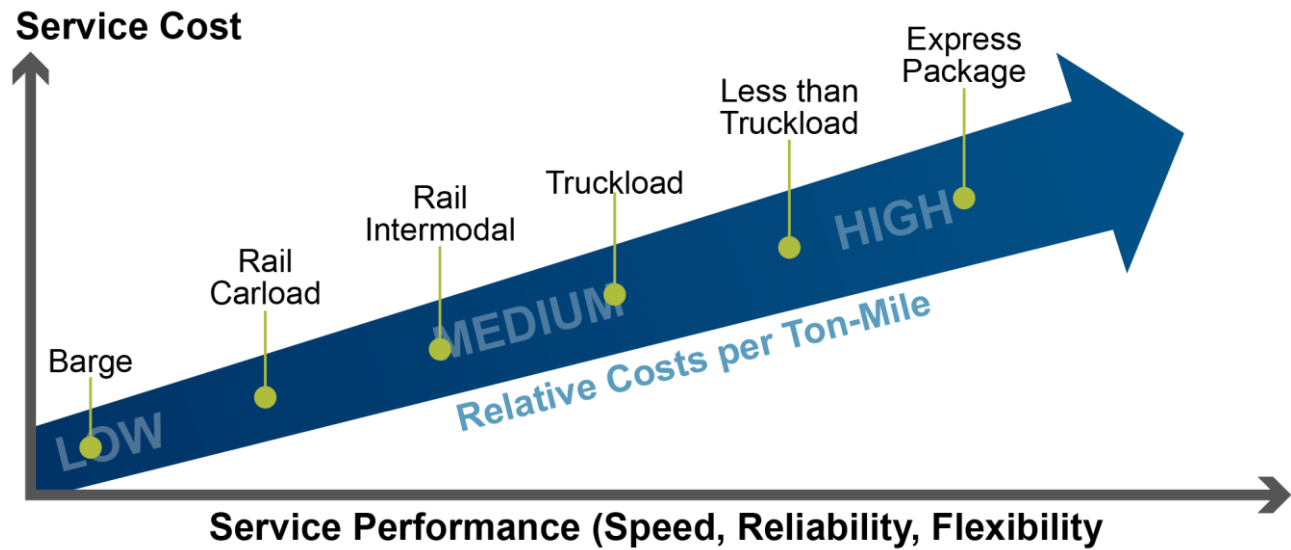 Service Cost
Express
Package
Less than
Truckload
Truckload
Rail
Intermodal
Rail
Carload
Barge
LOW
MEDIUM
HIGH
Relative Costs per Ton-Mile
Service Performance (Speed, Reliability, Flexibility